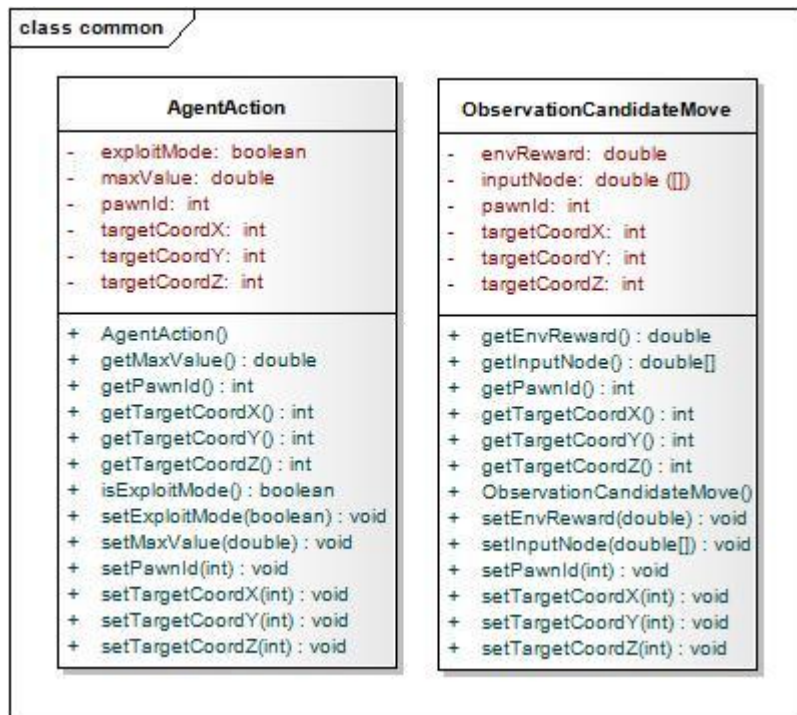 class common
AgentAction
- exploitMode: boolean
- maxValue: double
- pawnId: int
- targetCoordX: int
- targetCoordY: int
- targetCoordZ: int
+ AgentAction()
+ getMaxValue() : double
+ getPawnId() : int
+ getTargetCoordX() : int
+ getTargetCoordY() : int
+ getTargetCoordZ() : int
+ isExploitMode() : boolean
+ setExploitMode(boolean) : void
+ setMaxValue(double) : void
+ setPawnId(int) : void
+ setTargetCoordX(int) : void
+ setTargetCoordY(int) : void
+ setTargetCoordZ(int) : void
ObservationCandidateMove
- envReward: double
- inputNode: double ([])
- pawnId: int
- targetCoordX: int
- targetCoordY: int
- targetCoordZ: int
+ getEnvReward() : double
+ getInputNode() : double[]
+ getPawnId() : int
+ getTargetCoordX() : int
+ getTargetCoordY() : int
+ getTargetCoordZ() : int
+ ObservationCandidateMove()
+ setEnvReward(double) : void
+ setInputNode(double[]) : void
+ setPawnId(int) : void
+ setTargetCoordX(int) : void
+ setTargetCoordY(int) : void
+ setTargetCoordZ(int) : void